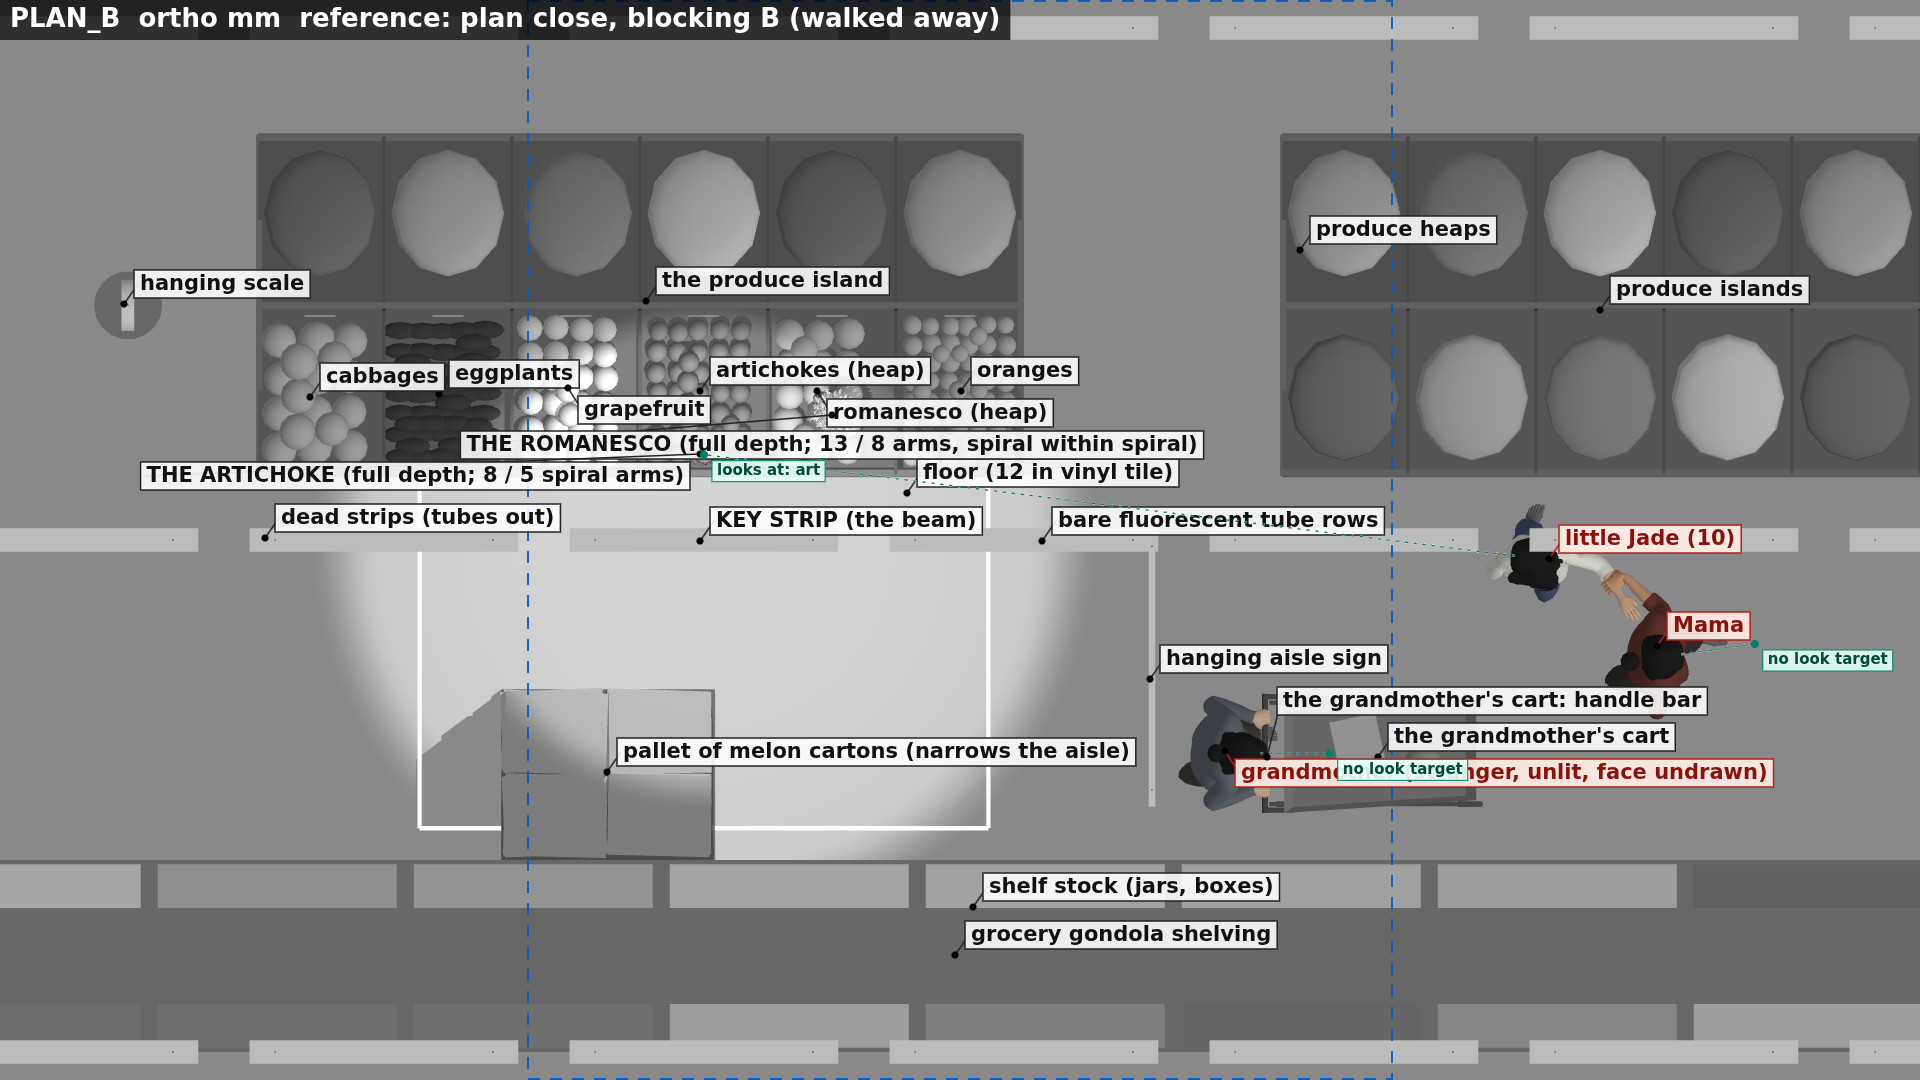 PLAN_B ortho mm reference: plan close, blocking B (walked away)
produce heaps
hanging scale
the produce island
produce islands
cabbages
eggplants
artichokes (heap)
oranges
grapefruit
romanesco (heap)
THE ROMANESCO (full depth; 13 / 8 arms, spiral within spiral)
THE ARTICHOKE (full depth; 8 / 5 spiral arms)
looks at: art
floor (12 in vinyl tile)
dead strips (tubes out)
KEY STRIP (the beam)
bare fluorescent tube rows
little Jade (10)
Mama
no look target
hanging aisle sign
the grandmother's cart: handle bar
the grandmother's cart
pallet of melon cartons (narrows the aisle)
no look target
unlit, face undrawn)
shelf stock (jars, boxes)
grocery gondola shelving